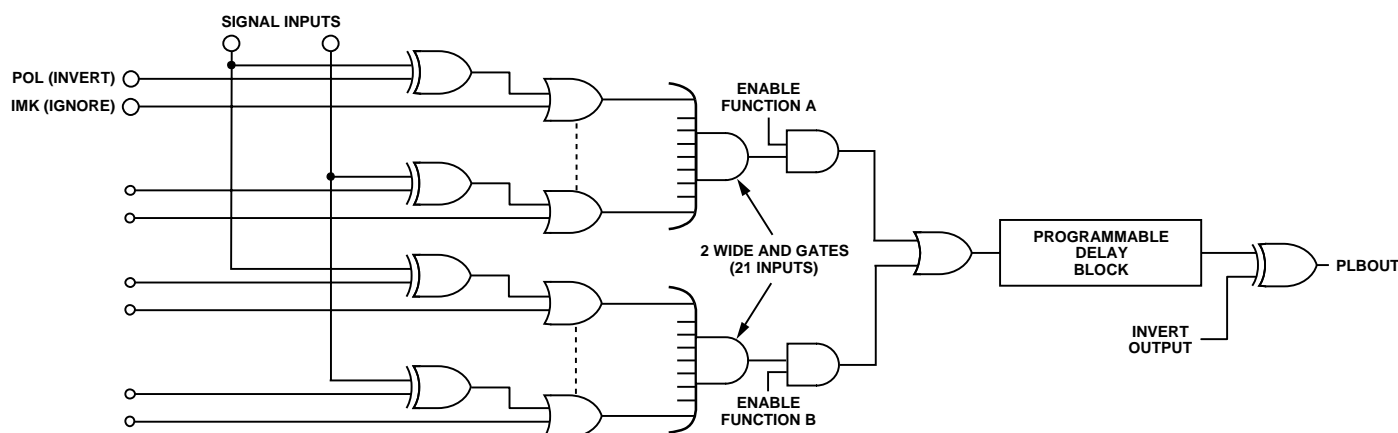 SIGNAL INPUTS
POL (INVERT)
IMK (IGNORE)
ENABLE
FUNCTION A
2 WIDE AND GATES
(21 INPUTS)
PROGRAMMABLE
DELAY
BLOCK
PLBOUT
INVERT
OUTPUT
ENABLE
FUNCTION B